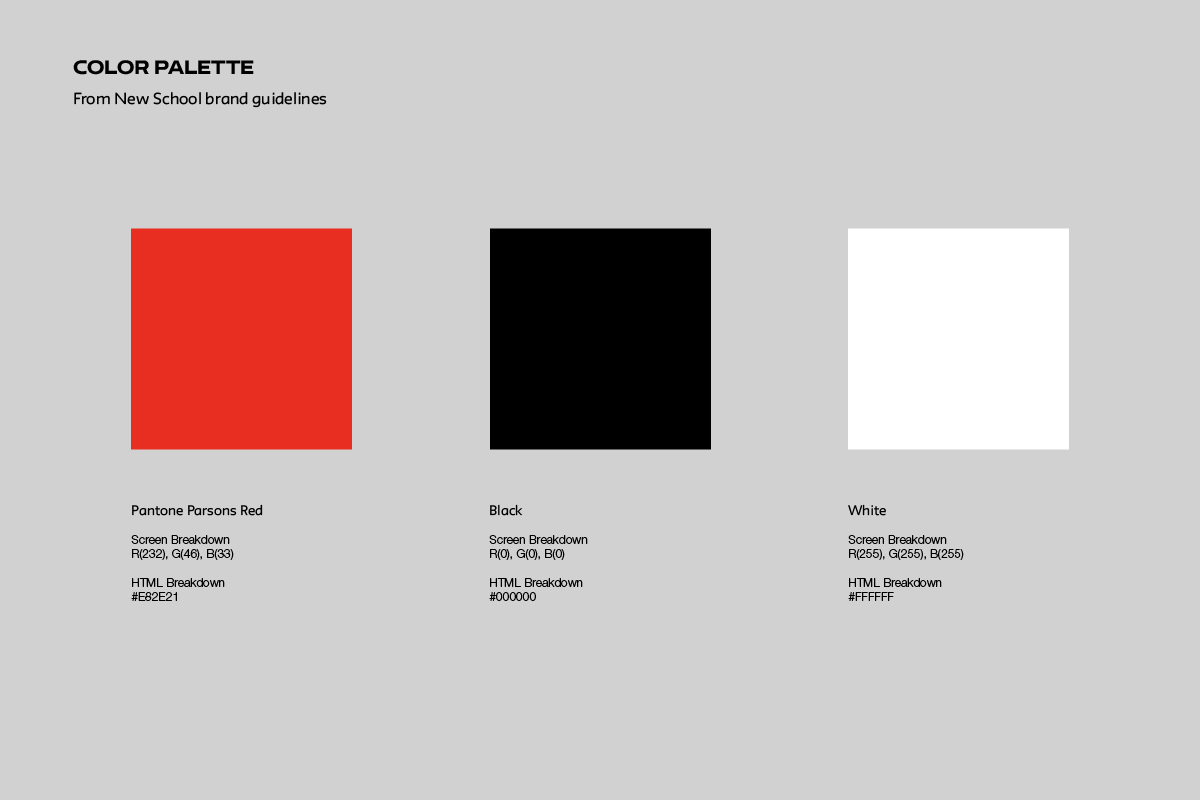 COLOR PALETTE
From New School brand guidelines
Pantone Parsons Red
Screen Breakdown
R(232), G(46), B(33)
HTML Breakdown
#E82E21
Black
Screen Breakdown
R(0), G(0), B(0)
HTML Breakdown
#000000
White
Screen Breakdown
R(255), G(255), B(255)
HTML Breakdown
#FFFFFF